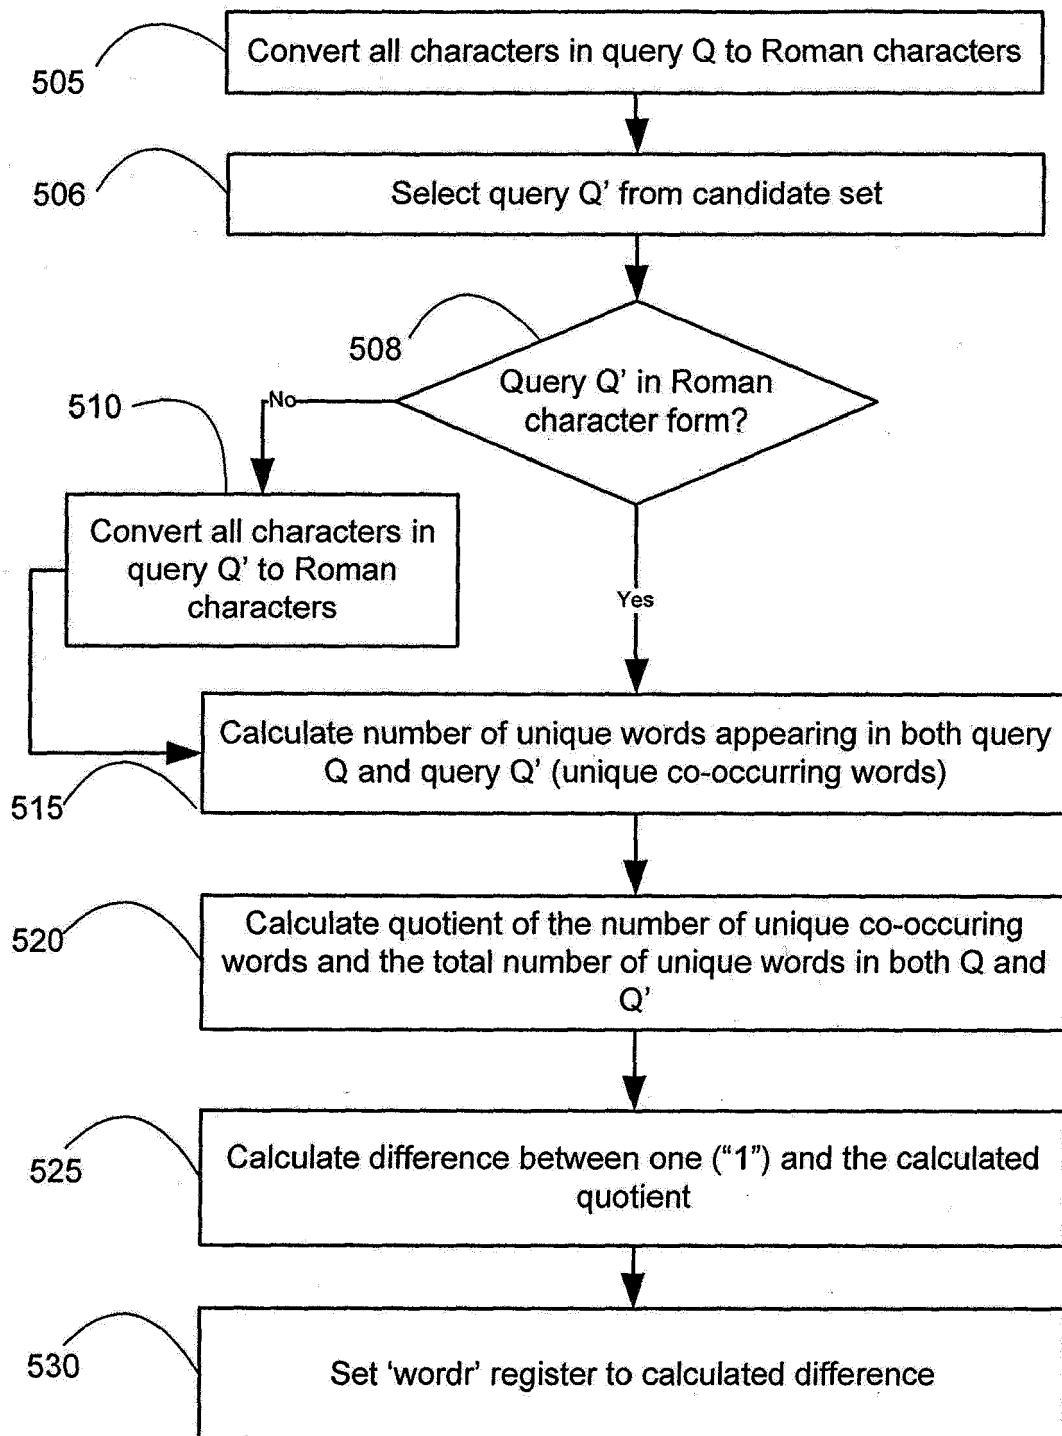 505
Convert all characters in query Q to Roman characters
506
Select query Q' from candidate set
508
Query Q' in Roman
character form?
No
510
Convert all characters in
query Q' to Roman
characters
Yes
Calculate number of unique words appearing in both query
Q and query Q' (unique co-occurring words)
515
520
Calculate quotient of the number of unique co-occuring
words and the total number of unique words in both Q and
Q'
525
Calculate difference between one ("1") and the calculated
quotient
530
Set 'wordr' register to calculated difference